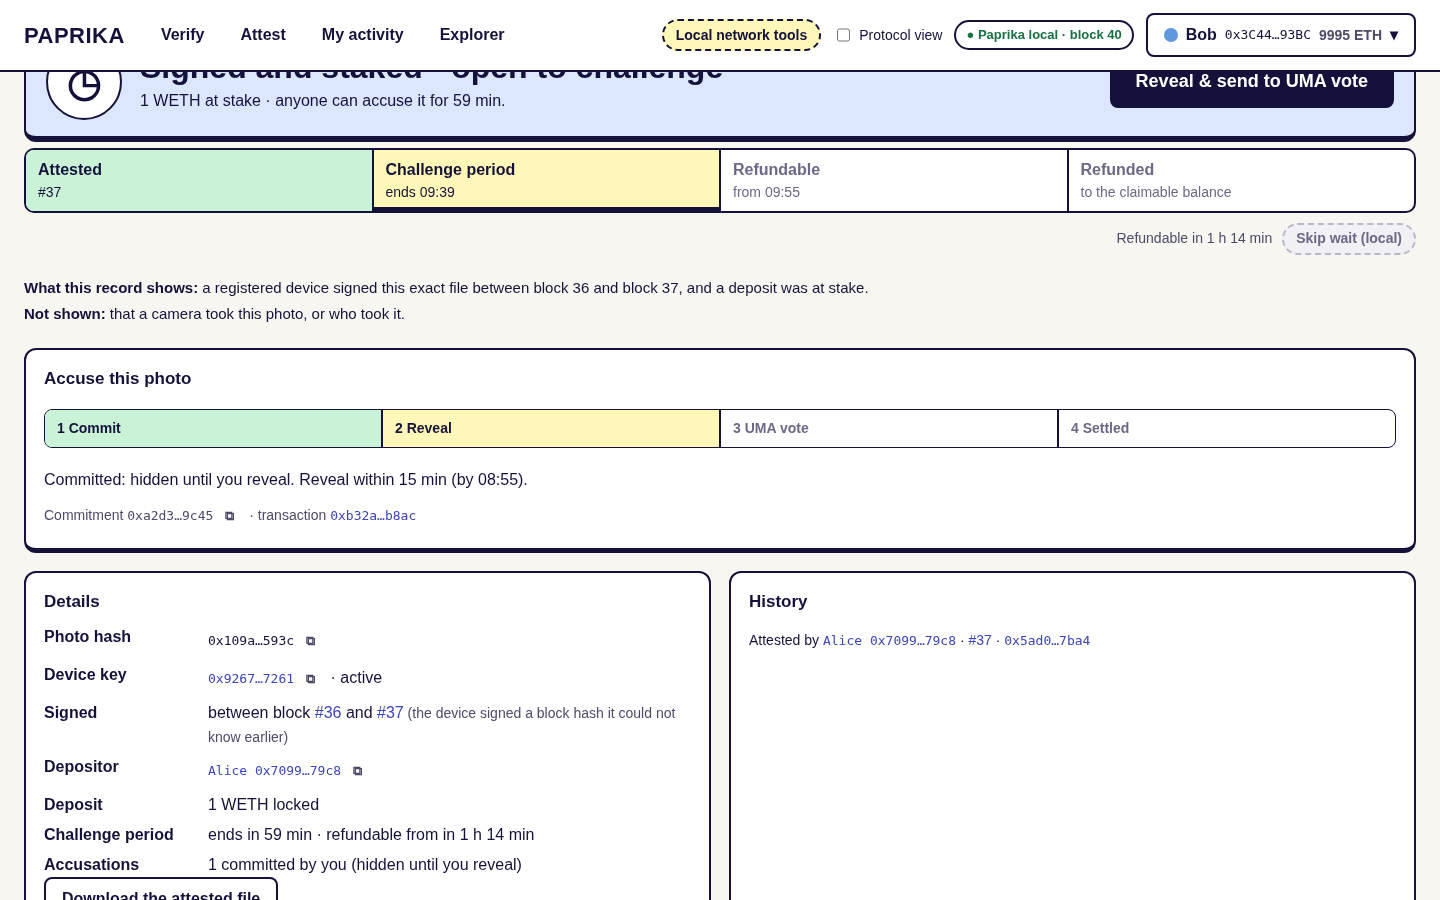 PAPRIKA
Verify
Attest
My activity
Explorer
Local network tools
Protocol view
● Paprika local · block 40
Bob 0x3C44…93BC 9995 ETH ▼
1 WETH at stake · anyone can accuse it for 59 min.
Reveal & send to UMA vote
Attested
#37
Challenge period
ends 09:39
Refundable
from 09:55
Refunded
to the claimable balance
Refundable in 1 h 14 min
Skip wait (local)
What this record shows: a registered device signed this exact file between block 36 and block 37, and a deposit was at stake.
Not shown: that a camera took this photo, or who took it.
Accuse this photo
1 Commit
2 Reveal
3 UMA vote
4 Settled
Committed: hidden until you reveal. Reveal within 15 min (by 08:55).
Commitment 0xa2d3…9c45 · transaction 0xb32a…b8ac
Details
Photo hash 0x109a…593c
Device key 0x9267…7261 · active
Signed between block #36 and #37 (the device signed a block hash it could not
know earlier)
Depositor Alice 0x7099…79c8
Deposit 1 WETH locked
Challenge period ends in 59 min · refundable from in 1 h 14 min
Accusations 1 committed by you (hidden until you reveal)
Download the attested file
History
Attested by Alice 0x7099…79c8 · #37 · 0x5ad0…7ba4